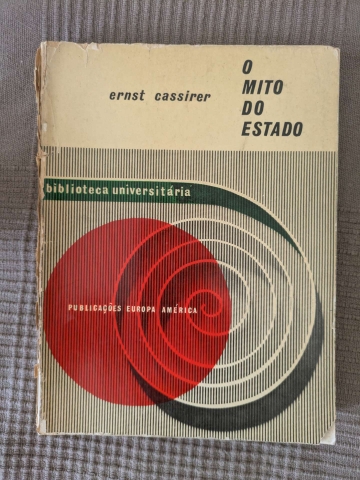 ernst cassirer
O
MITO
DO
ESTADO
biblioteca universitária
PUBLICAÇÕES EUROPA AMÉRICA